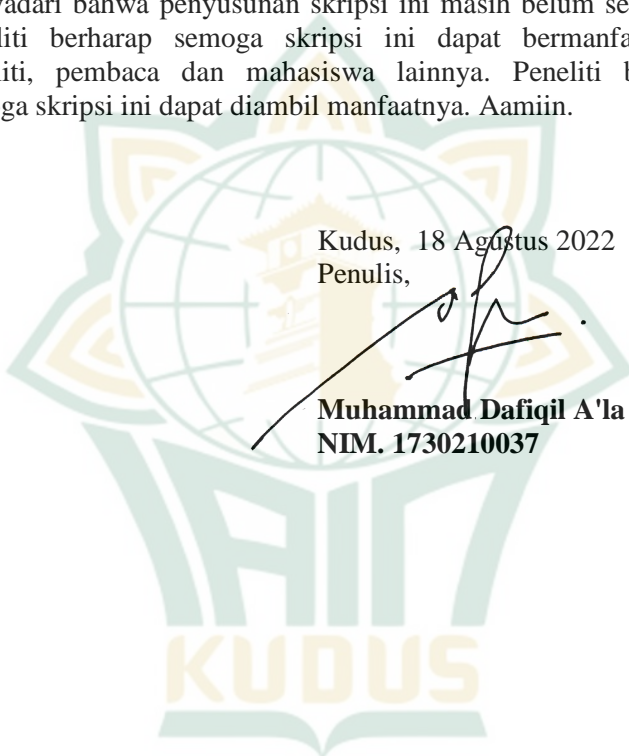 yadari bahwa penyusunan skripsi ini masih belum se
liti berharap semoga skripsi ini dapat bermanfa
liti, pembaca dan mahasiswa lainnya. Peneliti b
ga skripsi ini dapat diambil manfaatnya. Aamiin.
Kudus, 18 Agustus 2022
Penulis,
Muhammad Dafiqil A'la
NIM. 1730210037
IAIN
KUDUS